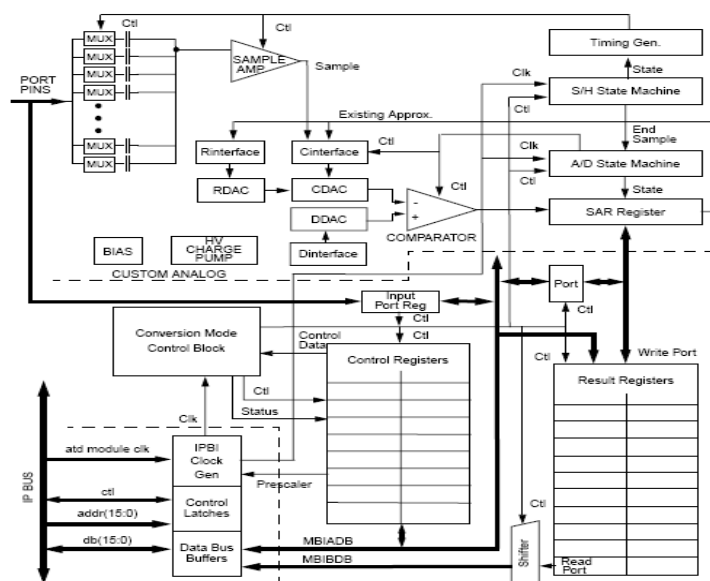 Ctl
MUX
MUX
MUX
MUX
MUX
MUX
PORT
PINS
SAMPLE
AMP.
Ctl
Sample
Timing Gen.
State
Clk
S/H State Machine
Ctl
End
Sample
Existing Approx.
Rinterface
Cinterface
Ctl
Clk
A/D State Machine
Ctl
State
RDAC
CDAC
Ctl
-
+
DDAC
COMPARATOR
SAR Register
BIAS
HV
CHARGE
PUMP
Dinterface
CUSTOM ANALOG
Input
Port Reg
Port
Ctl
Ctl
Ctl
Conversion Mode
Control Block
Control
Data
Control Registers
Ctl
Write Port
Result Registers
Ctl
Status
Clk
IP BUS
atd module clk
IPBI
Clock
Gen
Prescaler
ctl
Control
Latches
addr(15:0)
db(15:0)
Data Bus
Buffers
MBIADB
MBIBDB
Ctl
Shifter
Read
Port